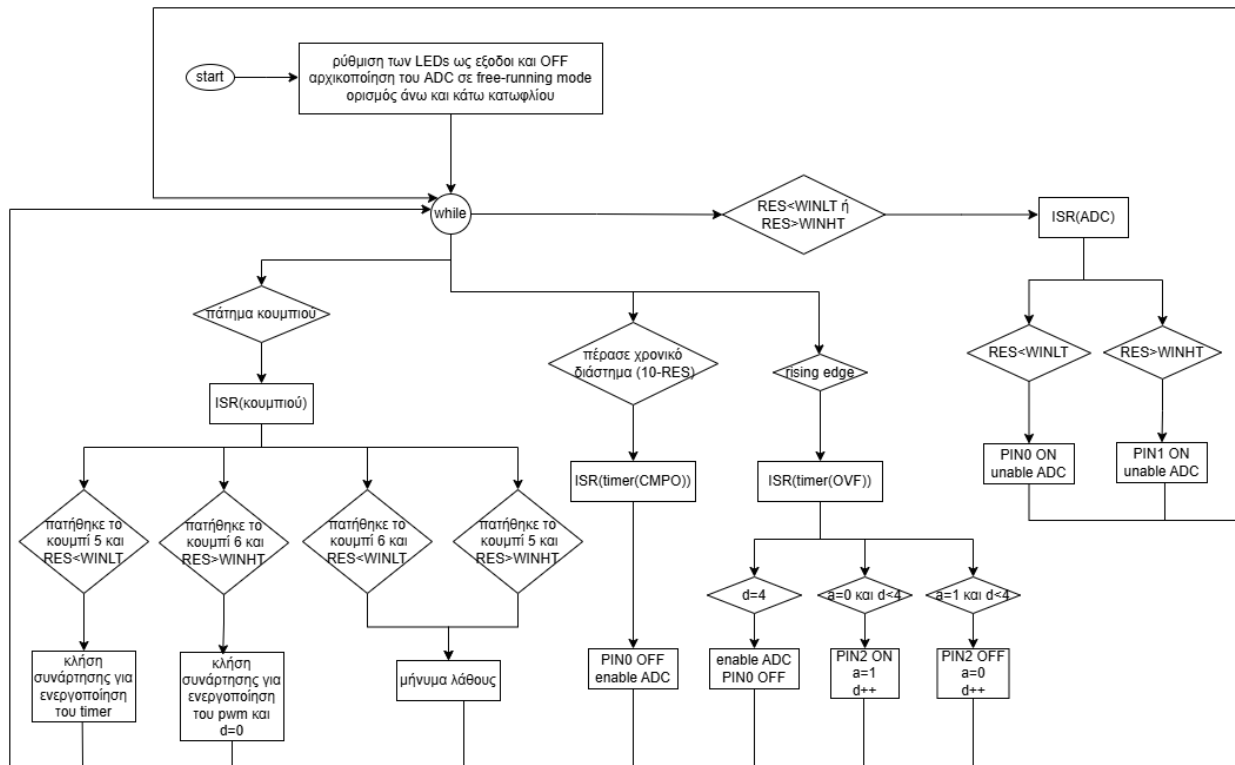 start
ρύθμιση των LEDs ως εξοδοι και OFF
αρχικοποίηση του ADC σε free-running mode
ορισμός άνω και κάτω κατωφλίου
while
RES<WINLT ή
RES>WINHT
ISR(ADC)
πάτημα κουμπιού
πέρασε χρονικό
διάστημα (10-RES)
rising edge
RES<WINLT
RES>WINHT
ISR(κουμπιού)
ISR(timer(CMPO))
ISR(timer(OVF))
PIN0 ON
unable ADC
PIN1 ON
unable ADC
πατήθηκε το
κουμπί 5 και
RES<WINLT
πατήθηκε το
κουμπί 6 και
RES>WINHT
πατήθηκε το
κουμπί 6 και
RES<WINLT
πατήθηκε το
κουμπί 5 και
RES>WINHT
d=4
a=0 και d<4
a=1 και d<4
κλήση
συνάρτησης για
ενεργοποίηση
του timer
κλήση
συνάρτησης για
ενεργοποίηση
του pwm και
d=0
μήνυμα λάθους
PIN0 OFF
enable ADC
enable ADC
PIN0 OFF
PIN2 ON
a=1
d++
PIN2 OFF
a=0
d++